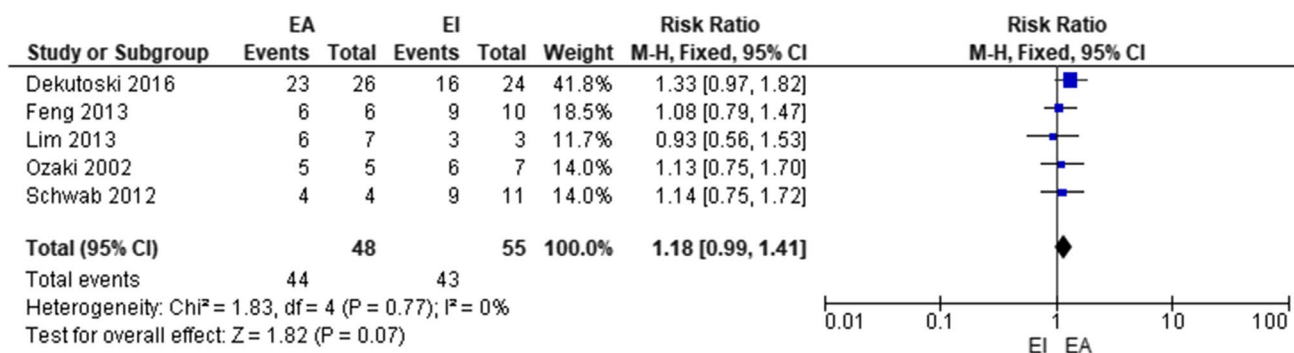 EA EI Risk Ratio Risk Ratio
Study or Subgroup Events Total Events Total Weight M-H, Fixed, 95% CI M-H, Fixed, 95% CI
Dekutoski 2016 23 26 16 24 41.8% 1.33 [0.97, 1.82]
Feng 2013 6 6 9 10 18.5% 1.08 [0.79, 1.47]
Lim 2013 6 7 3 3 11.7% 0.93 [0.56, 1.53]
Ozaki 2002 5 5 6 7 14.0% 1.13 [0.75, 1.70]
Schwab 2012 4 4 9 11 14.0% 1.14 [0.75, 1.72]
Total (95% CI) 48 55 100.0% 1.18 [0.99, 1.41]
Total events 44 43
Heterogeneity: Chi² = 1.83, df = 4 (P = 0.77); I² = 0%
Test for overall effect: Z = 1.82 (P = 0.07)
0.01 0.1 1 10 100
EI EA